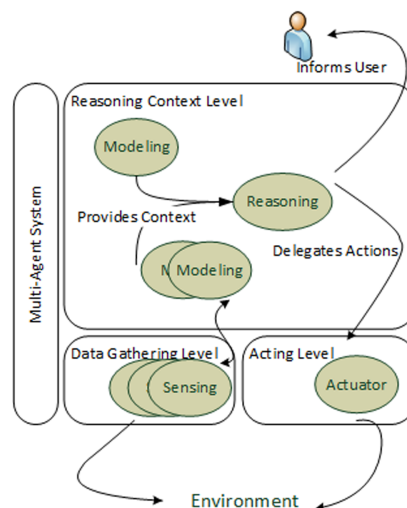 Informs User
Reasoning Context Level
Modeling
Reasoning
Provides Context
Modeling
Delegates Actions
Multi-Agent System
Data Gathering Level
Acting Level
Sensing
Actuator
Environment